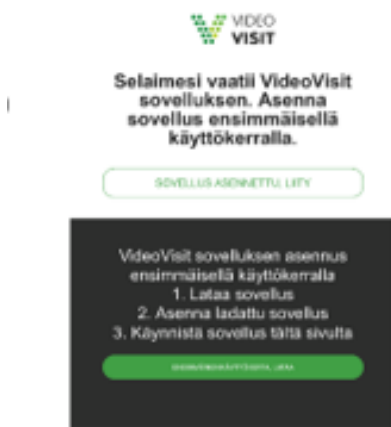 VIDEO
VISIT
Selaimesi vaatii VideoVisit
sovelluksen. Asenna
sovellus ensimmäisellä
käyttökerralla.
SOVELLUS ASENNETTU, LIITY
VideoVisit sovelluksen asennus
ensimmäisellä käyttökerralla
1. Lataa sovellus
2. Asenna ladattu sovellus
3. Käynnistä sovellus tältä sivulta